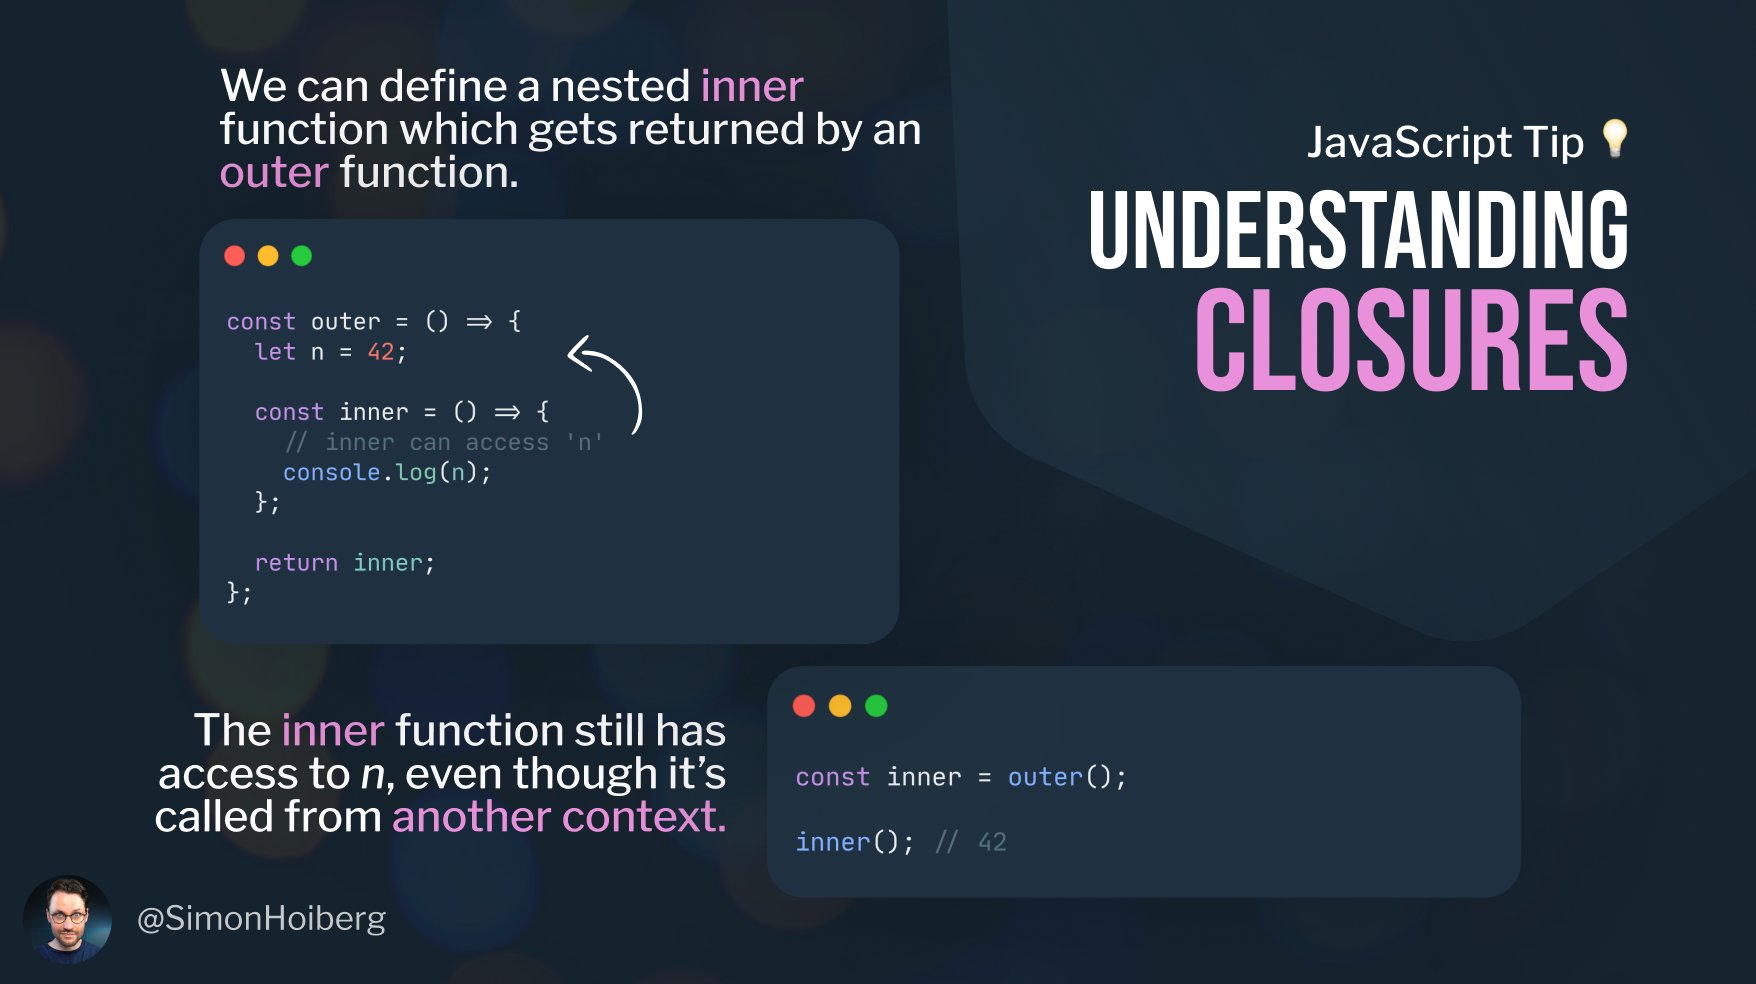 We can define a nested inner
function which gets returned by an
outer function.
const outer = () => {
  let n = 42;
  const inner = () => {
    // inner can access 'n'
    console.log(n);
  };
  return inner;
};
JavaScript Tip 💡
UNDERSTANDING
CLOSURES
The inner function still has
access to n, even though it’s
called from another context.
const inner = outer();
inner(); // 42
@SimonHoiberg